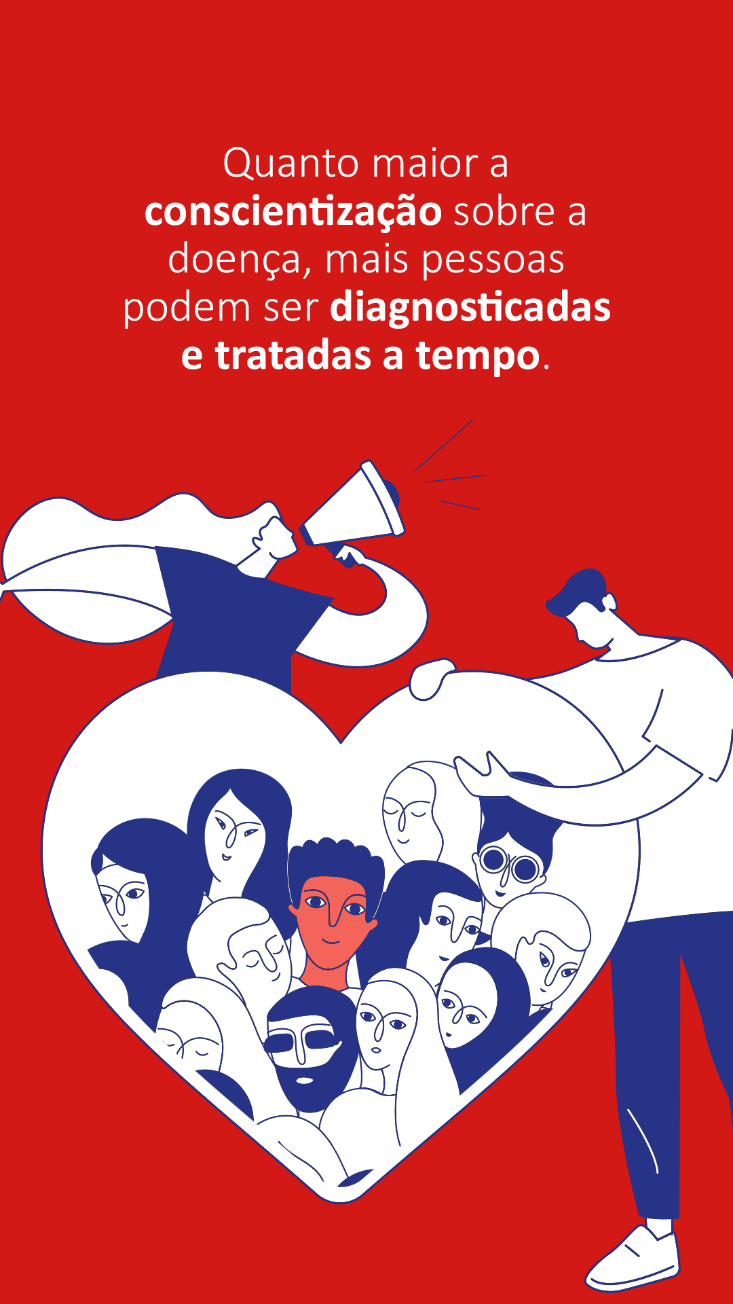 Quanto maior a
conscientização sobre a
doença, mais pessoas
podem ser diagnosticadas
e tratadas a tempo.